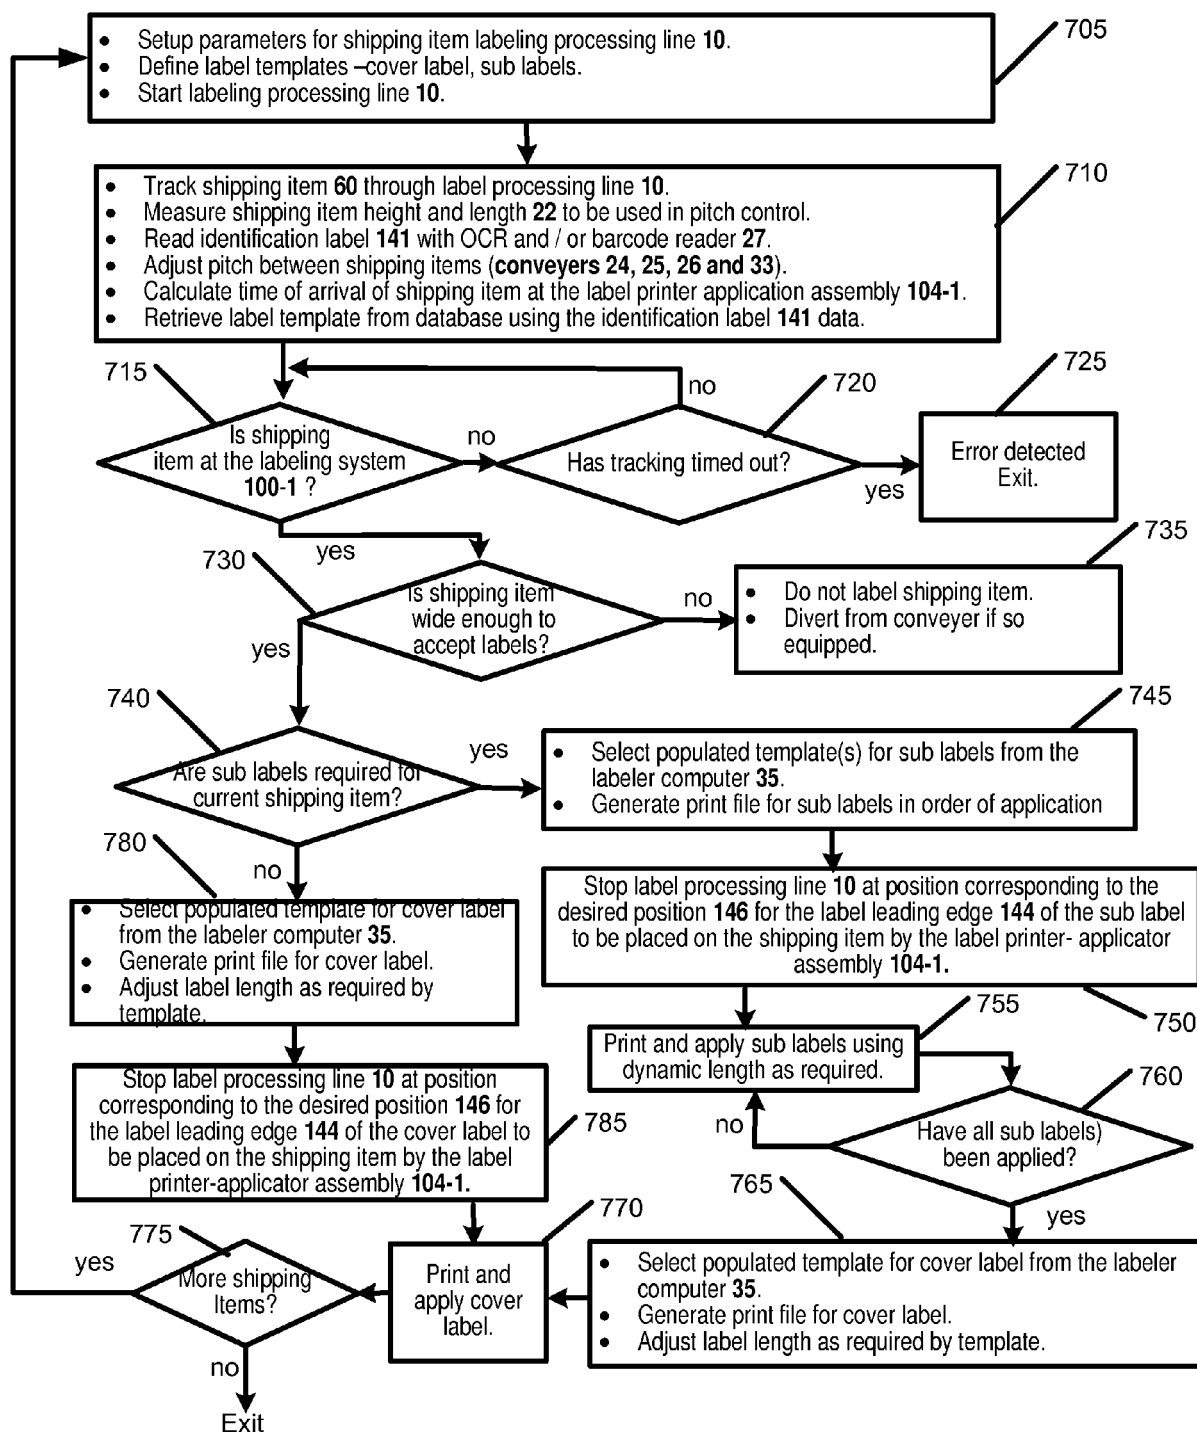 • Setup parameters for shipping item labeling processing line 10.
• Define label templates –cover label, sub labels.
• Start labeling processing line 10.
705
• Track shipping item 60 through label processing line 10.
• Measure shipping item height and length 22 to be used in pitch control.
• Read identification label 141 with OCR and / or barcode reader 27.
• Adjust pitch between shipping items (conveyers 24, 25, 26 and 33).
• Calculate time of arrival of shipping item at the label printer application assembly 104-1.
• Retrieve label template from database using the identification label 141 data.
710
715
Is shipping
item at the labeling system
100-1 ?
no
yes
720
Has tracking timed out?
no
yes
725
Error detected
Exit.
730
Is shipping item
wide enough to
accept labels?
no
yes
735
• Do not label shipping item.
• Divert from conveyer if so
equipped.
740
Are sub labels required for
current shipping item?
yes
no
745
• Select populated template(s) for sub labels from the
labeler computer 35.
• Generate print file for sub labels in order of application
Stop label processing line 10 at position corresponding to the
desired position 146 for the label leading edge 144 of the sub label
to be placed on the shipping item by the label printer- applicator
assembly 104-1.
750
755
Print and apply sub labels using
dynamic length as required.
760
Have all sub labels)
been applied?
no
yes
765
• Select populated template for cover label from the labeler
computer 35.
• Generate print file for cover label.
• Adjust label length as required by template.
780
• Select populated template for cover label
from the labeler computer 35.
• Generate print file for cover label.
• Adjust label length as required by
template.
Stop label processing line 10 at position
corresponding to the desired position 146 for
the label leading edge 144 of the cover label to
be placed on the shipping item by the label
printer-applicator assembly 104-1.
785
770
Print and
apply cover
label.
775
More shipping
Items?
yes
no
Exit